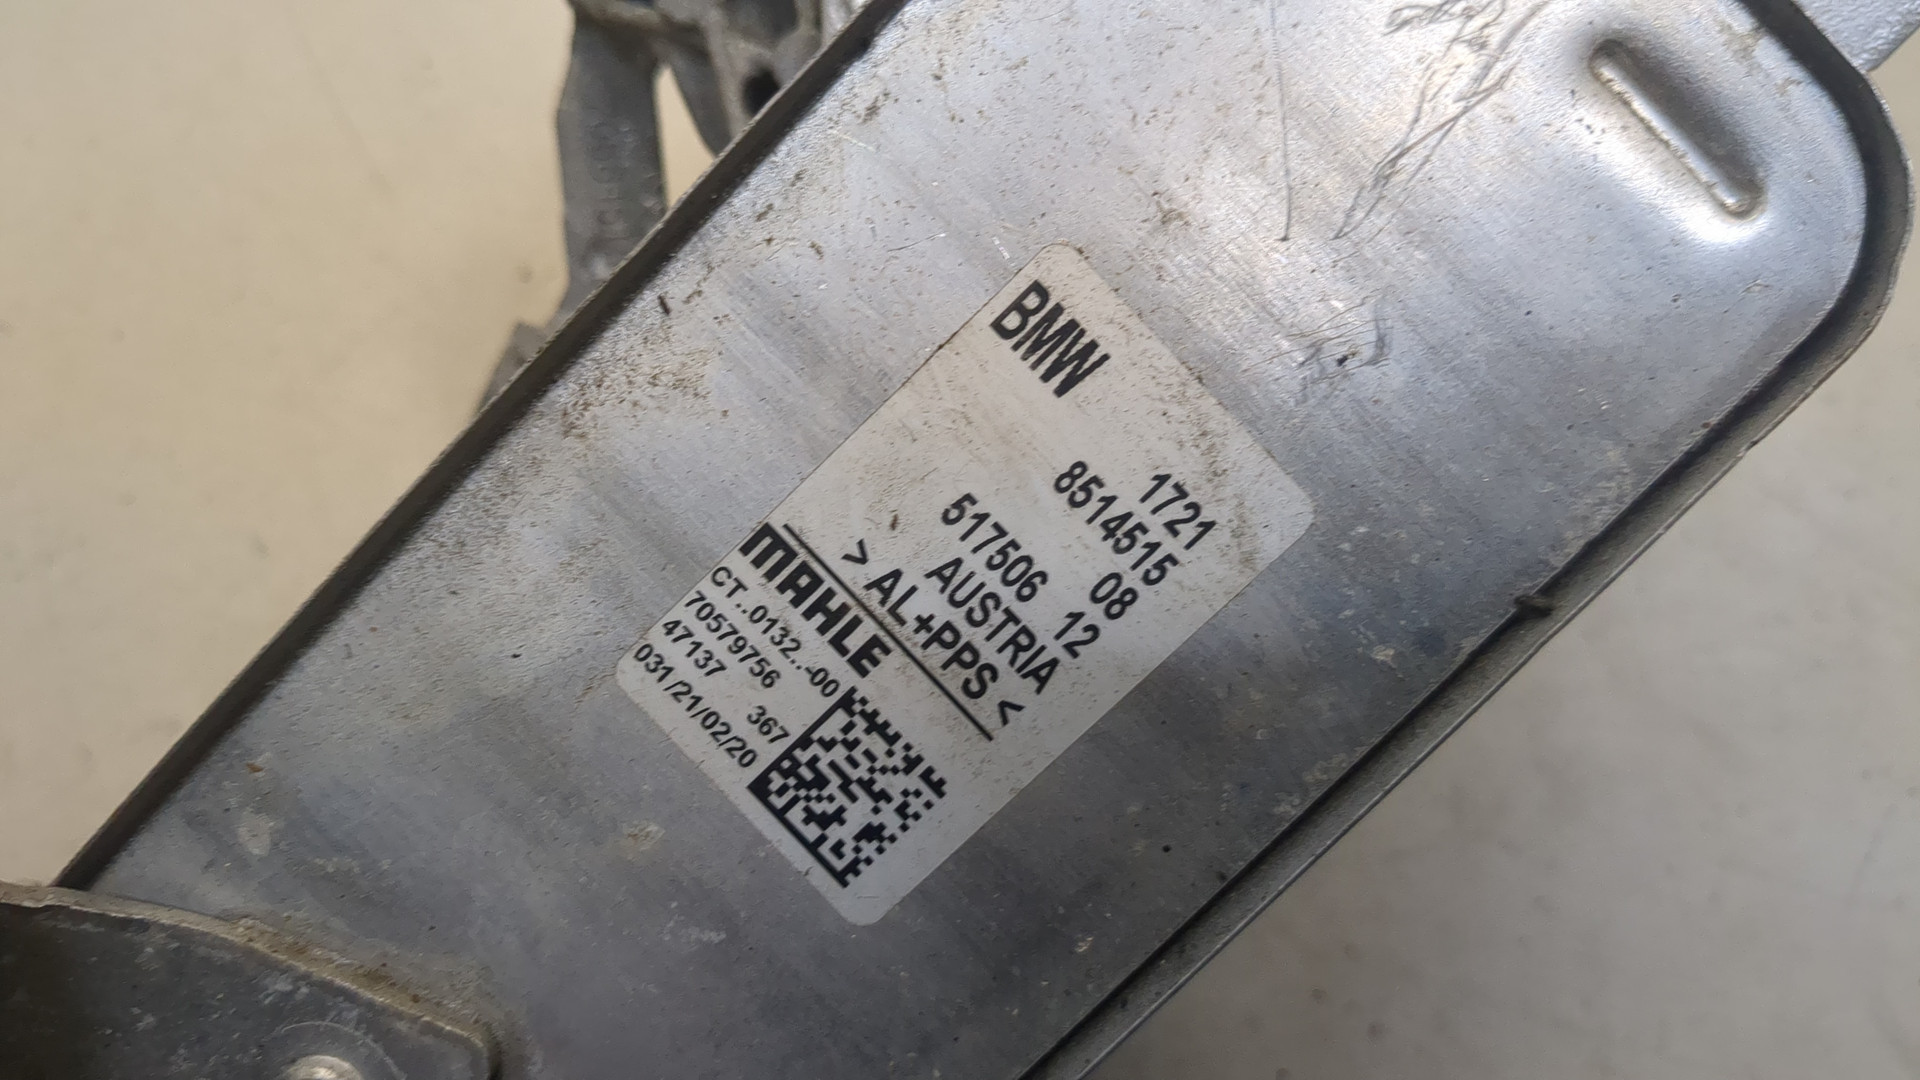 BMW
1721
8514515
08
517506 12
AUSTRIA
>AL+PPS<
MAHLE
CT..0132..-00
70579756
47137 367
031/21/02/20